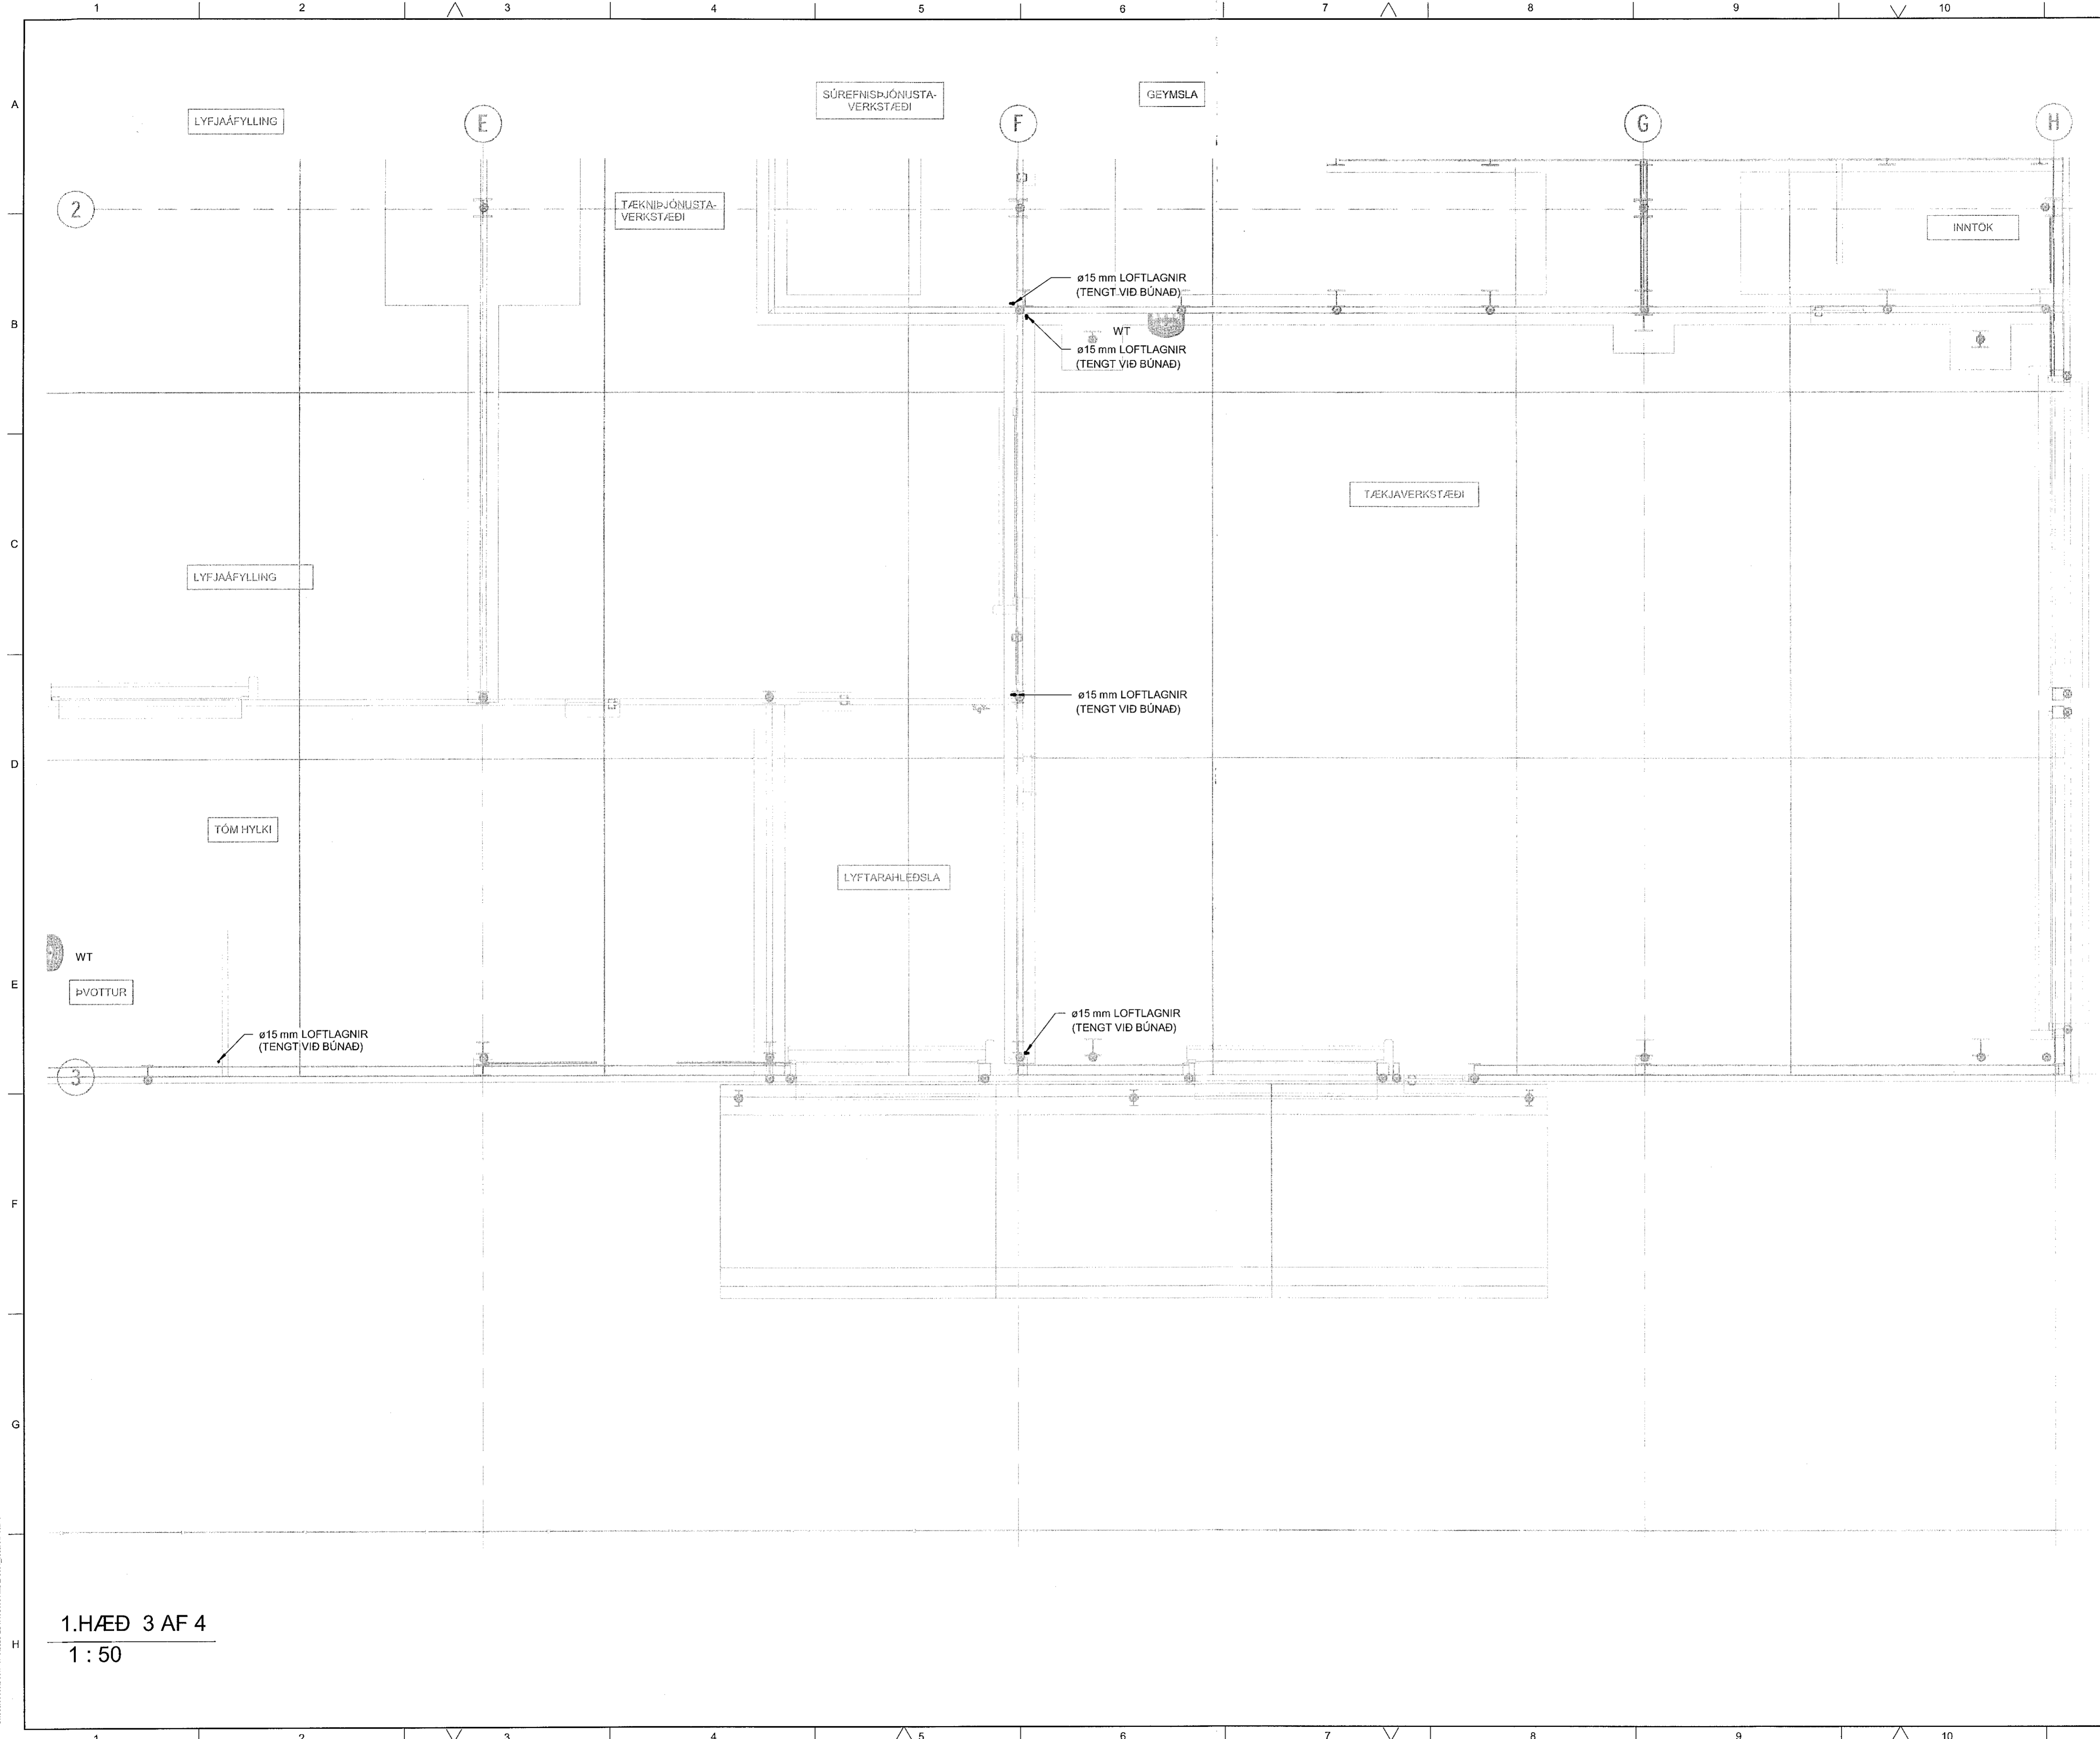 1 2 3 4 5 6 7 8 9 10
A
SÚREFNISÞJÓNUSTA-
VERKSTÆÐI
GEYMSLA
LYFJAÁFYLLING
E
F
G
H
2
TÆKNIÞJÓNUSTA-
VERKSTÆÐI
INNTÖK
ø15 mm LOFTLAGNIR
(TENGT VIÐ BÚNAÐ)
B
WT
ø15 mm LOFTLAGNIR
(TENGT VIÐ BÚNAÐ)
TÆKJAVERKSTÆÐI
C
LYFJAÁFYLLING
ø15 mm LOFTLAGNIR
(TENGT VIÐ BÚNAÐ)
D
TÓM HYLKI
LYFTARAHLEÐSLA
WT
E
ÞVOTTUR
ø15 mm LOFTLAGNIR
(TENGT VIÐ BÚNAÐ)
ø15 mm LOFTLAGNIR
(TENGT VIÐ BÚNAÐ)
3
F
G
1.HÆÐ 3 AF 4
H
1 : 50
1 2 3 4 5 6 7 8 9 10